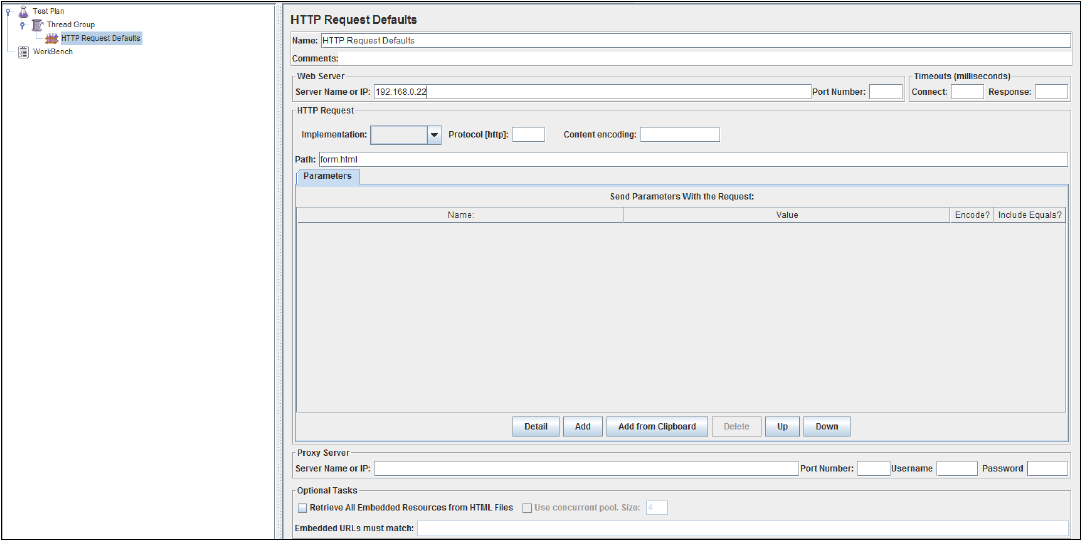 Test Plan
Thread Group
HTTP Request Defaults
WorkBench
HTTP Request Defaults
Name: HTTP Request Defaults
Comments:
Web Server
Server Name or IP: 192.168.0.22 Port Number:
Timeouts (milliseconds)
Connect: Response:
HTTP Request
Implementation: Protocol [http]: Content encoding:
Path: form.html
Parameters
Send Parameters With the Request:
Name: Value Encode? Include Equals?
Detail Add Add from Clipboard Delete Up Down
Proxy Server
Server Name or IP: Port Number: Username Password
Optional Tasks
Retrieve All Embedded Resources from HTML Files Use concurrent pool. Size: 4
Embedded URLs must match: